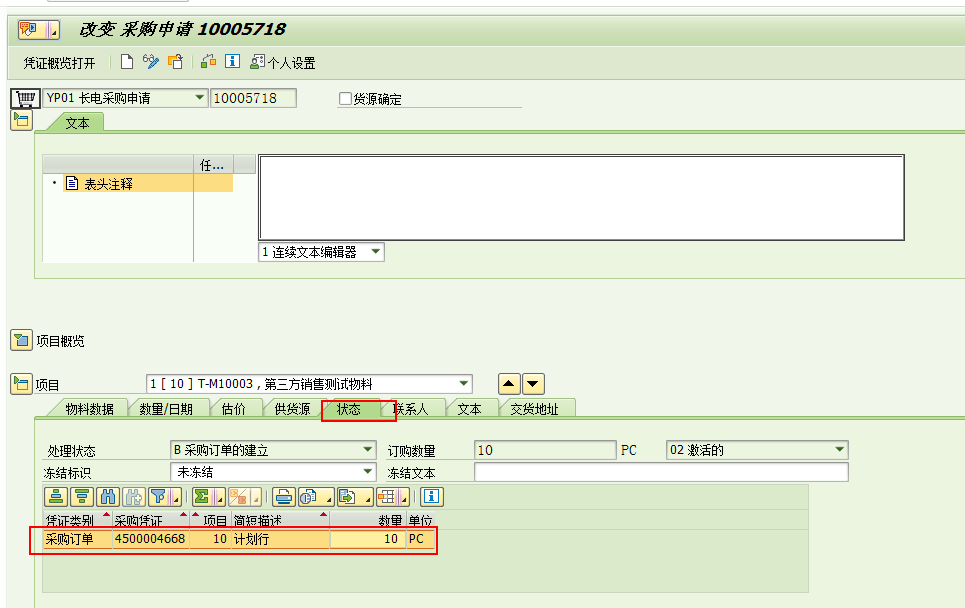 改变 采购申请 10005718
凭证概览打开 个人设置
YP01 长电采购申请 10005718 货源确定
文本
任...
表头注释
1 连续文本编辑器
项目概览
项目 1 [ 10 ] T-M10003 , 第三方销售测试物料
物料数据 数量/日期 估价 供货源 状态 联系人 文本 交货地址
处理状态 B 采购订单的建立 订购数量 10 PC 02 激活的
冻结标识 未冻结 冻结文本
凭证类别 采购凭证 项目 简短描述 数量 单位
采购订单 4500004668 10 计划行 10 PC